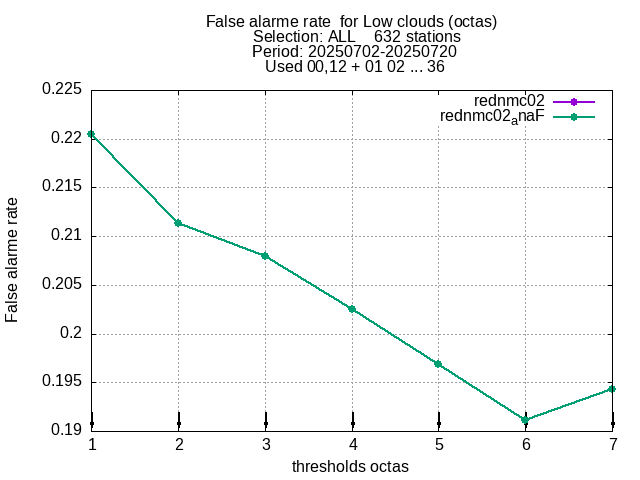 False alarme rate  for Low clouds (octas)
Selection: ALL    632 stations
Period: 20250702-20250720
Used 00,12 + 01 02 ... 36
rednmc02
rednmc02anaF
0.225
0.22
0.215
0.21
0.205
0.2
0.195
0.19
False alarme rate
1 2 3 4 5 6 7
thresholds octas